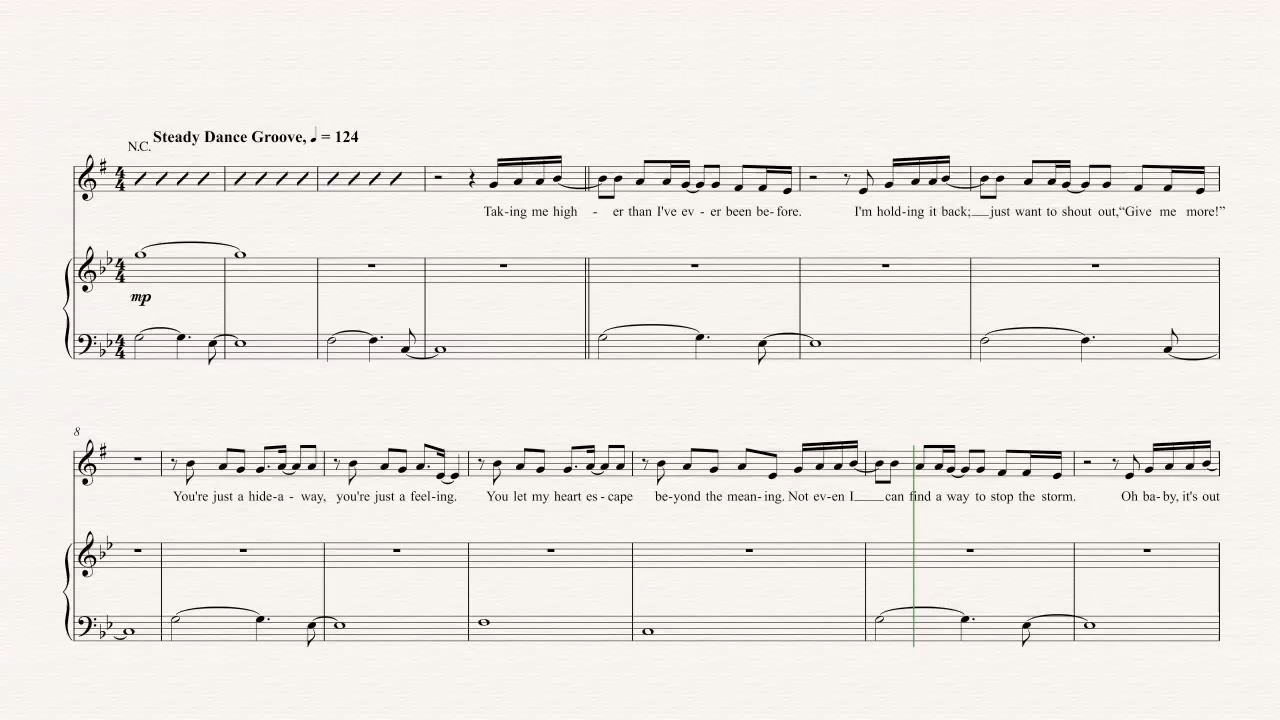 Steady Dance Groove, ♩ = 124
N.C.
Tak-ing me high - er than I've ev - er been be-fore. I'm hold-ing it back;___just want to shout out,“Give me more!”
mp
8
You're just a hide-a - way, you're just a feel-ing. You let my heart es-cape be-yond the mean-ing. Not ev-en I____can find a way to stop the storm. Oh ba-by, it's out